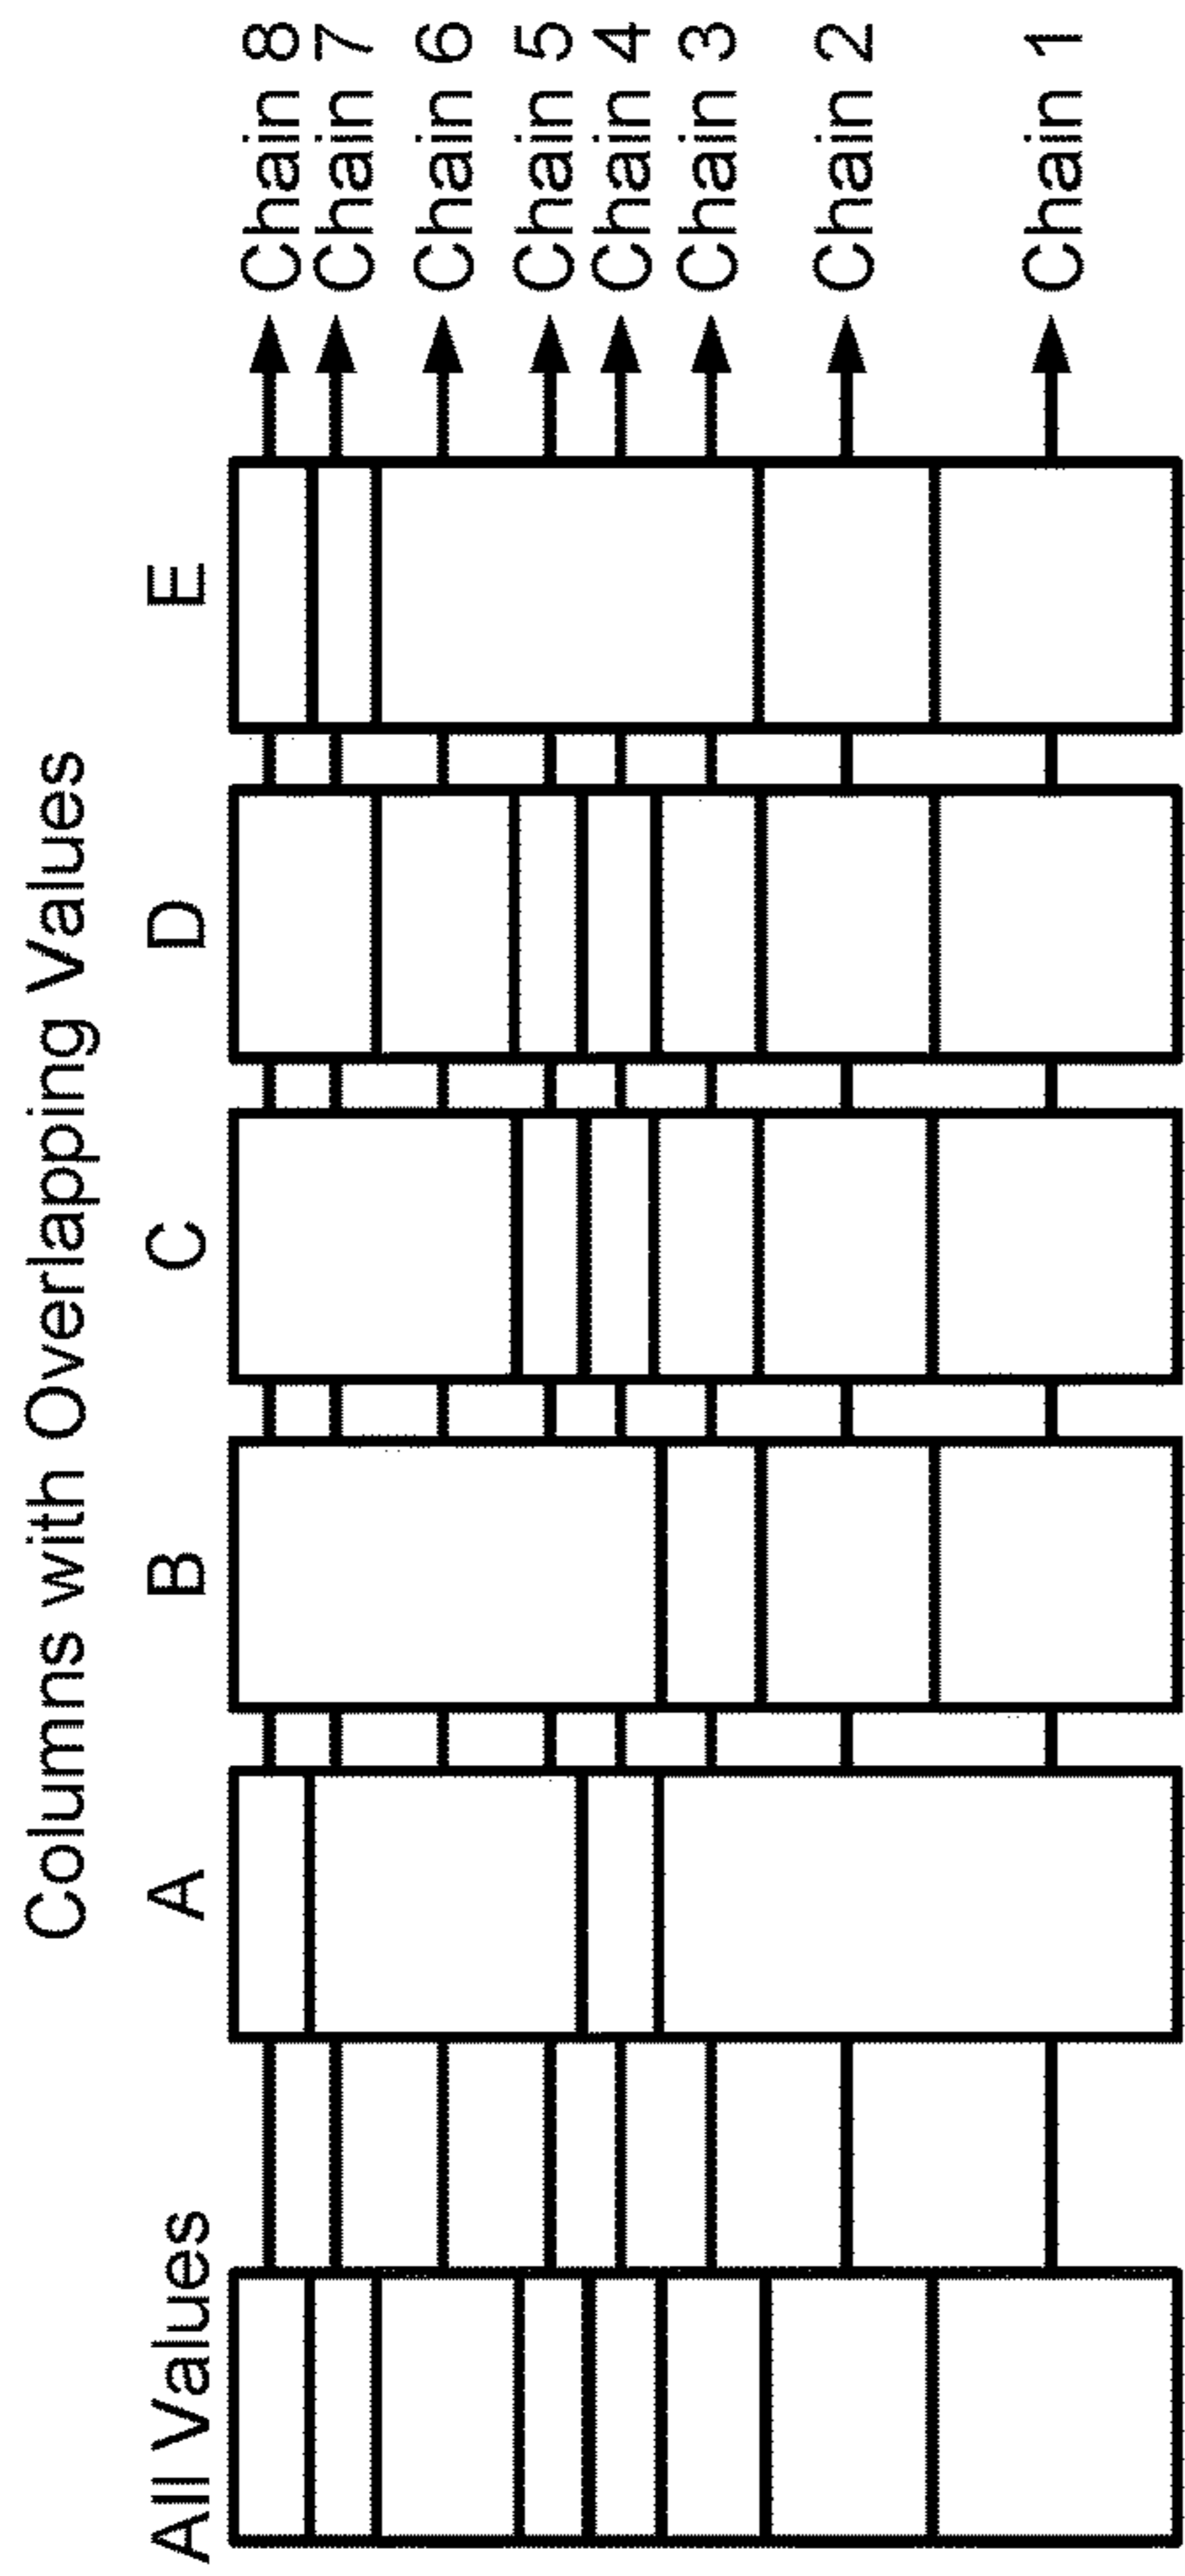 Columns with Overlapping Values
All Values
A
B
C
D
E
Chain 8
Chain 7
Chain 6
Chain 5
Chain 4
Chain 3
Chain 2
Chain 1